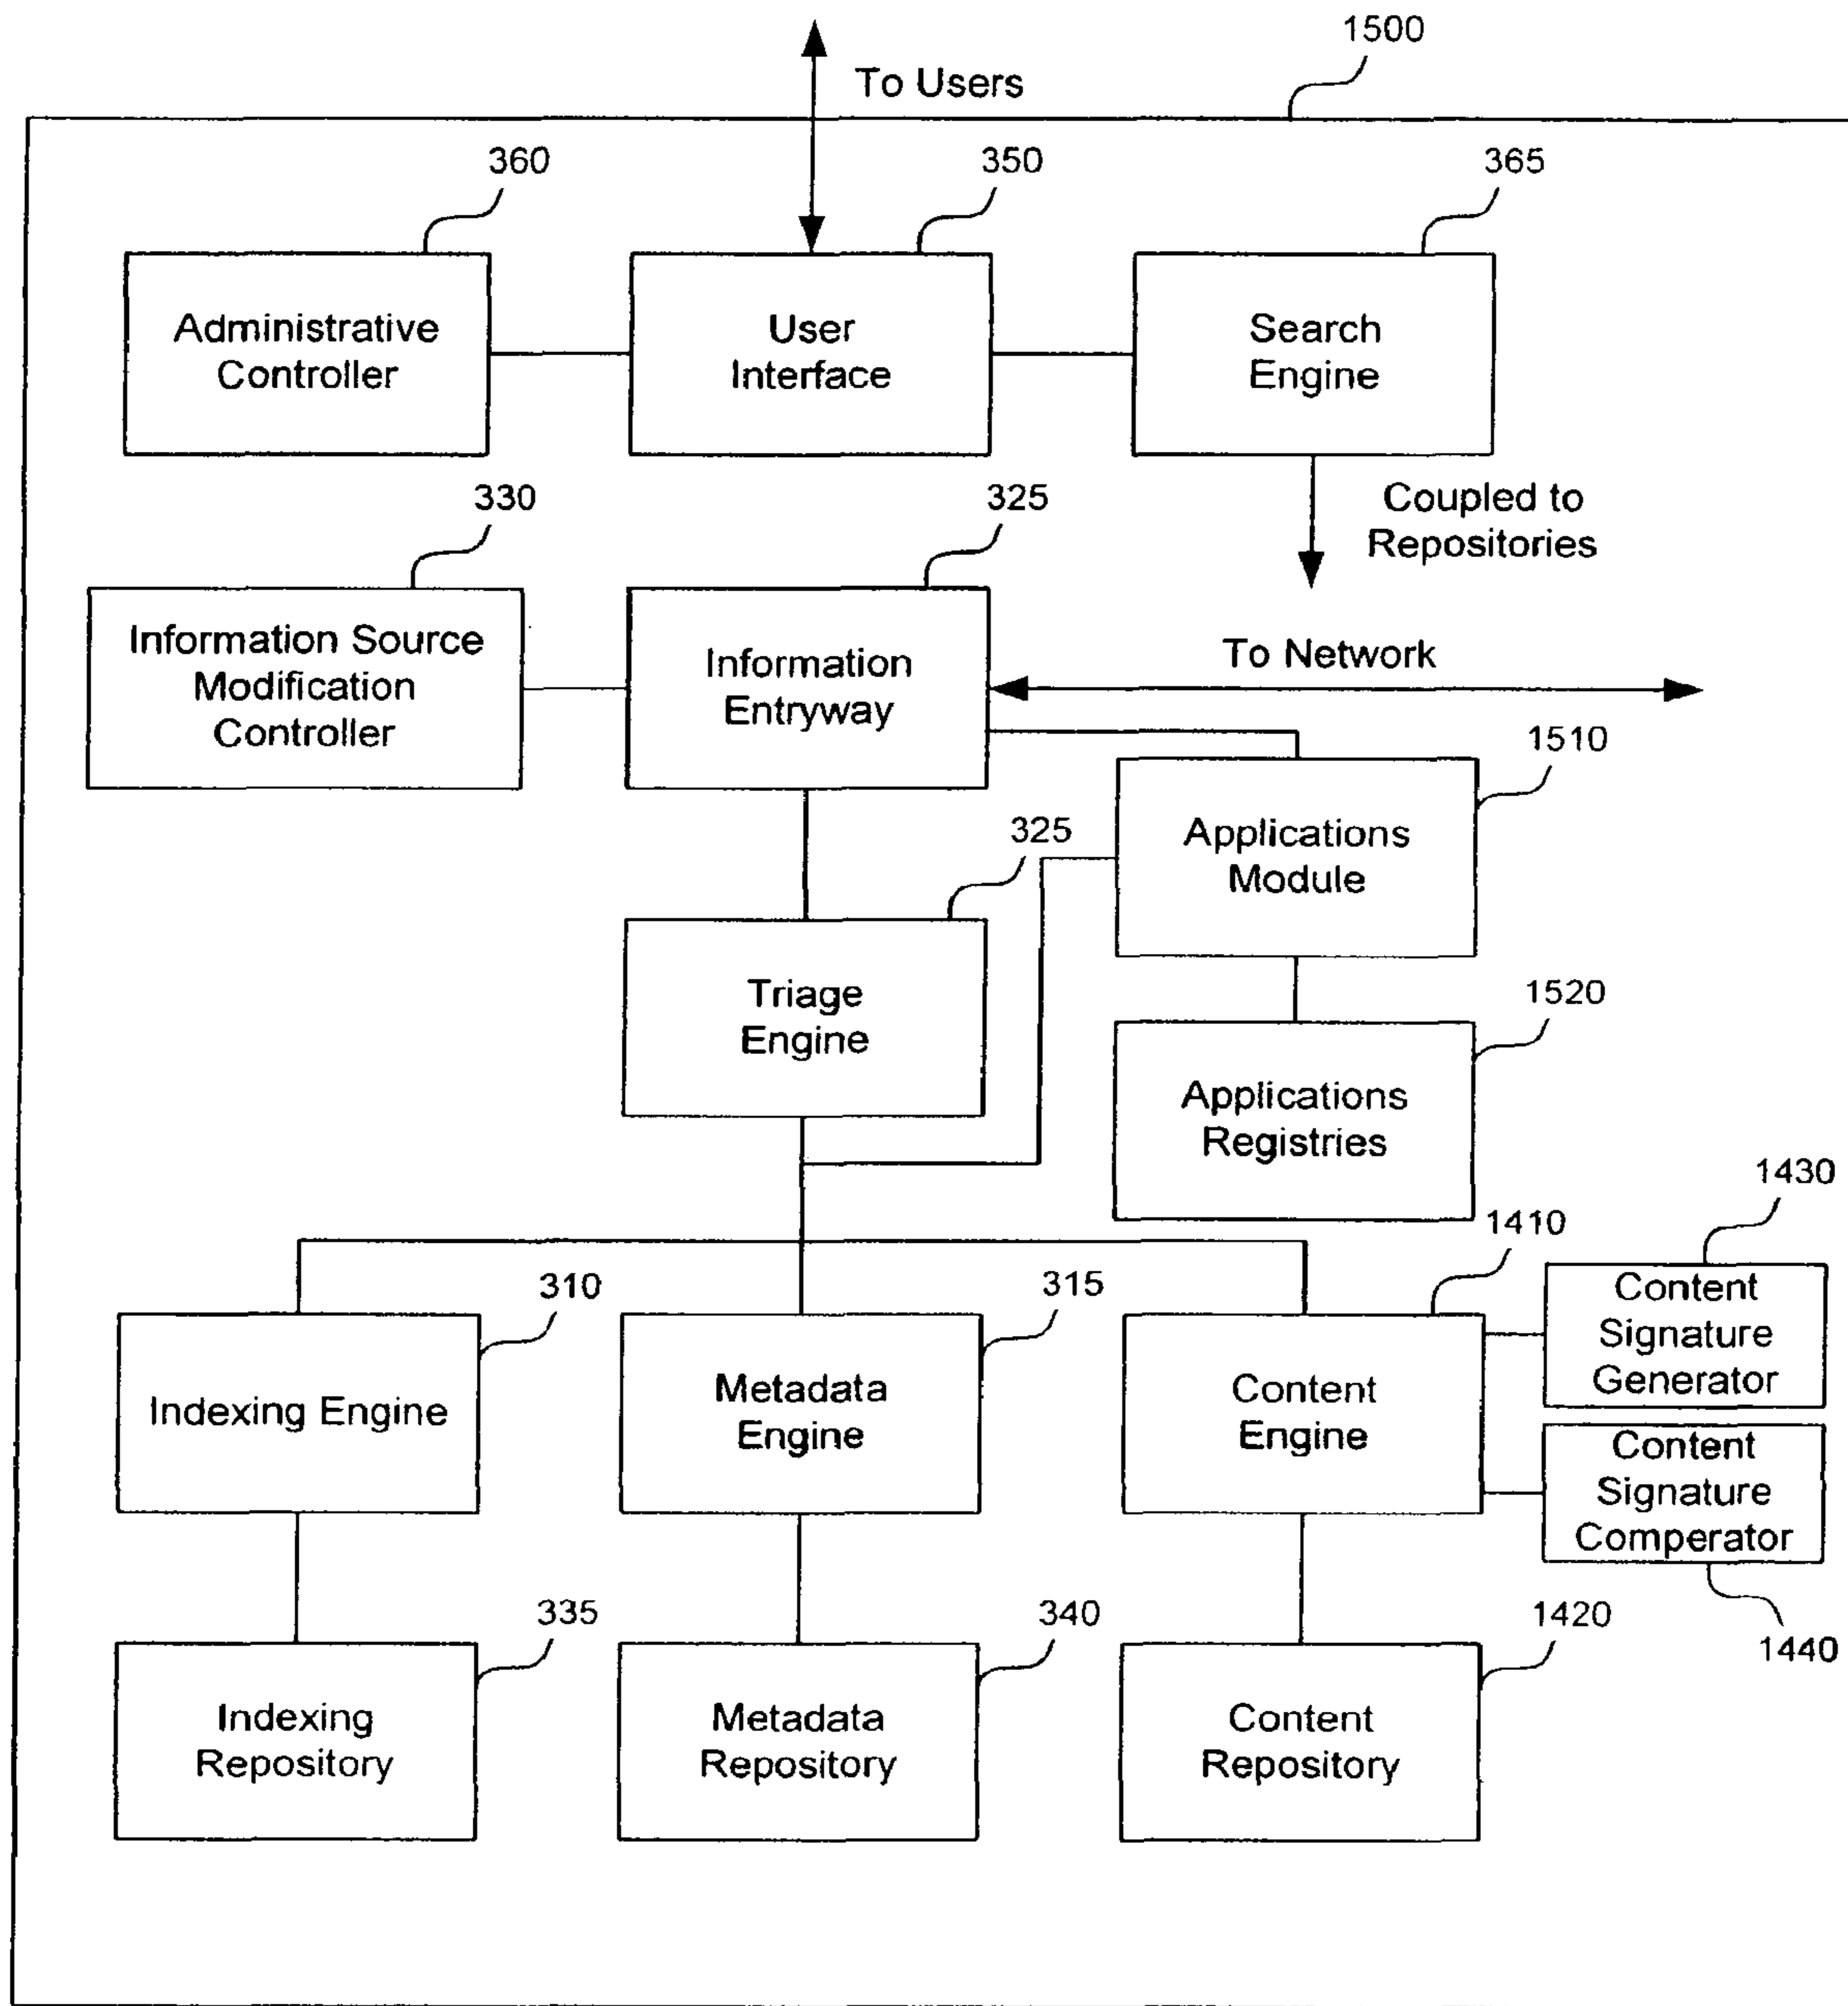 1500
To Users
360
350
365
Administrative
Controller
User
Interface
Search
Engine
330
325
Coupled to
Repositories
Information Source
Modification
Controller
Information
Entryway
To Network
1510
325
Applications
Module
Triage
Engine
1520
Applications
Registries
1430
1410
310
315
Content
Signature
Generator
Indexing Engine
Metadata
Engine
Content
Engine
Content
Signature
Comperator
335
340
1420
1440
Indexing
Repository
Metadata
Repository
Content
Repository